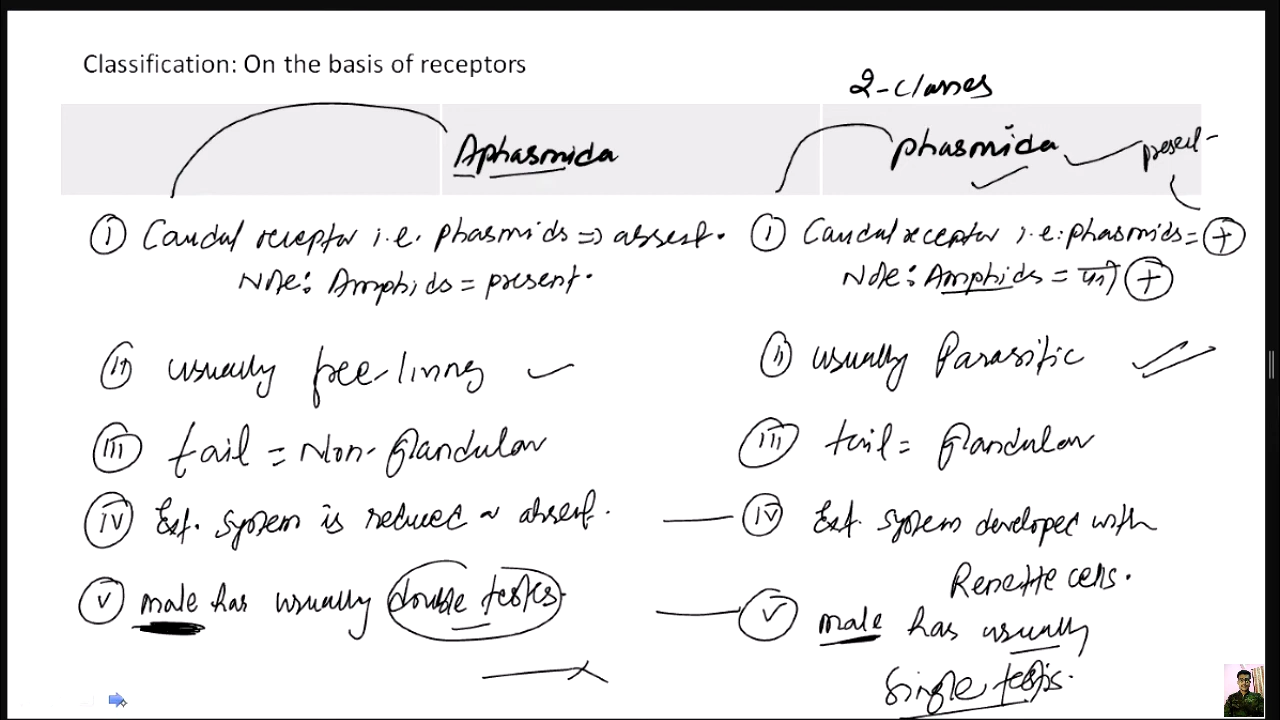 Classification: On the basis of receptors
2-classes
Aphasmida
phasmida
present
① Caudal receptor i.e. phasmids => absent.
Note: Amphids = present.
ⅱ usually free-living
ⅲ tail = Non-glandular
ⅳ Ext. system is reduced ~ absent.
ⅴ male has usually double testes.
① Caudal receptor i.e: phasmids = +
Note: Amphids = +
ⅱ usually Parasitic
ⅲ tail = glandular
ⅳ Ext. system developed with
Renette cells.
ⅴ male has usually
single testis.